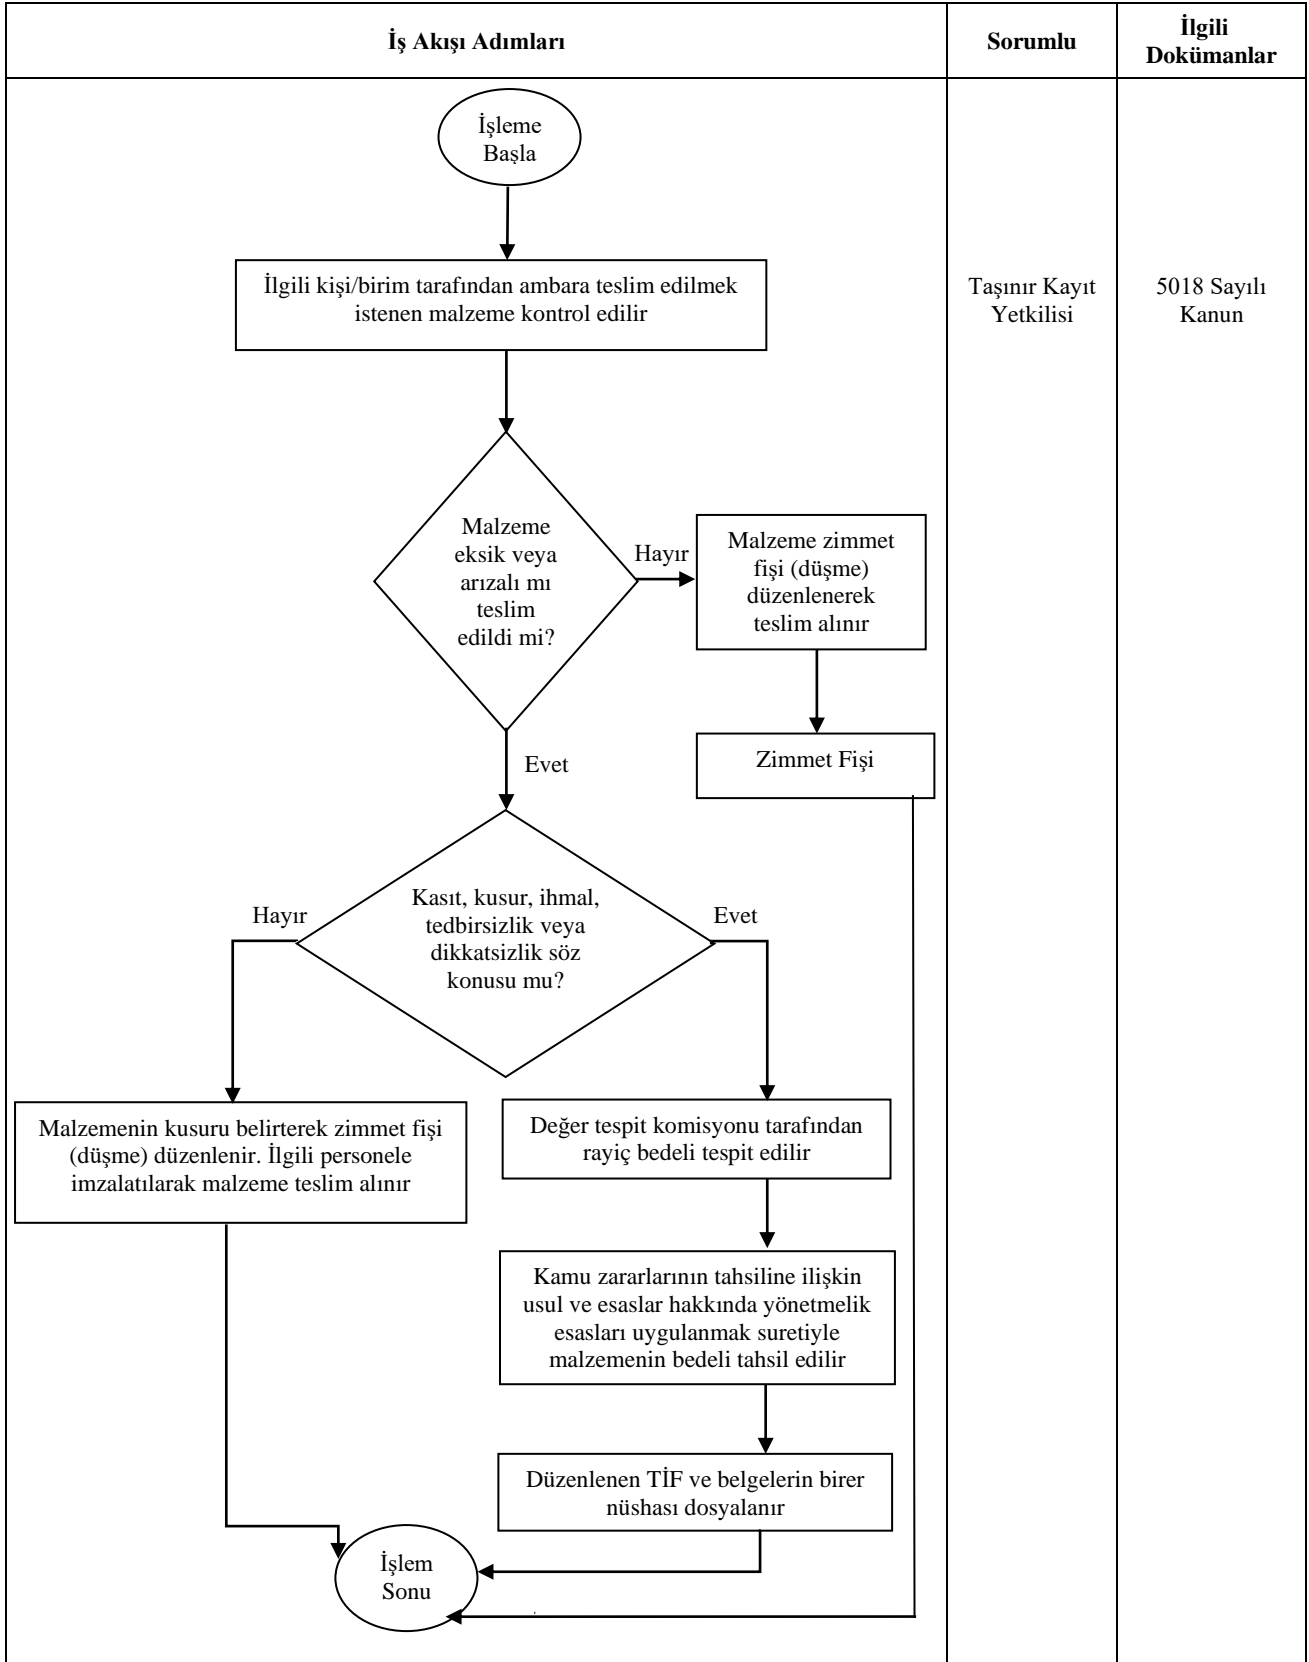 İş Akışı Adımları
Sorumlu
İlgili
Dokümanlar
İşleme
Başla
İlgili kişi/birim tarafından ambara teslim edilmek
istenen malzeme kontrol edilir
Taşınır Kayıt
Yetkilisi
5018 Sayılı
Kanun
Malzeme
eksik veya
arızalı mı
teslim
edildi mi?
Hayır
Malzeme zimmet
fişi (düşme)
düzenlenerek
teslim alınır
Zimmet Fişi
Evet
Kasıt, kusur, ihmal,
tedbirsizlik veya
dikkatsizlik söz
konusu mu?
Hayır
Evet
Malzemenin kusuru belirterek zimmet fişi
(düşme) düzenlenir. İlgili personele
imzalatılarak malzeme teslim alınır
Değer tespit komisyonu tarafından
rayiç bedeli tespit edilir
Kamu zararlarının tahsiline ilişkin
usul ve esaslar hakkında yönetmelik
esasları uygulanmak suretiyle
malzemenin bedeli tahsil edilir
Düzenlenen TİF ve belgelerin birer
nüshası dosyalanır
İşlem
Sonu